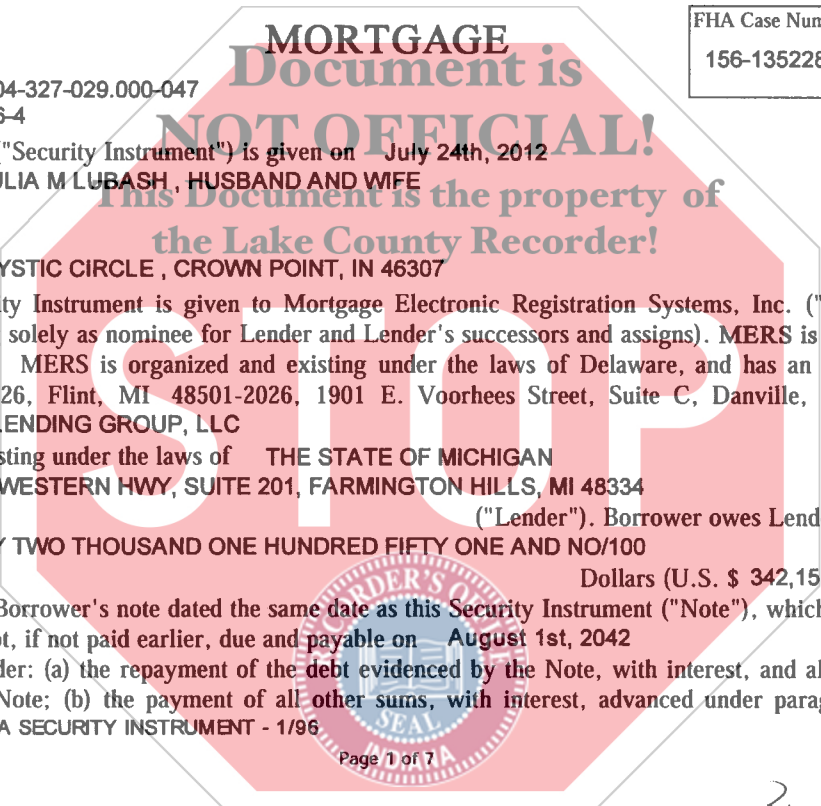 MORTGAGE
FHA Case Num
156-135228
Document is
04-327-029.000-047
6-4
NOT OFFICIAL!
("Security Instrument") is given on July 24th, 2012
ULIA M LUBASH , HUSBAND AND WIFE
This Document is the property of
the Lake County Recorder!
YSTIC CIRCLE , CROWN POINT, IN 46307
ity Instrument is given to Mortgage Electronic Registration Systems, Inc. ("
solely as nominee for Lender and Lender's successors and assigns). MERS is
MERS is organized and existing under the laws of Delaware, and has an
26, Flint, MI 48501-2026, 1901 E. Voorhees Street, Suite C, Danville,
LENDING GROUP, LLC
sting under the laws of THE STATE OF MICHIGAN
WESTERN HWY, SUITE 201, FARMINGTON HILLS, MI 48334
("Lender"). Borrower owes Lend
Y TWO THOUSAND ONE HUNDRED FIFTY ONE AND NO/100
Dollars (U.S. $ 342,15
Borrower's note dated the same date as this Security Instrument ("Note"), which
t, if not paid earlier, due and payable on August 1st, 2042
der: (a) the repayment of the debt evidenced by the Note, with interest, and al
Note; (b) the payment of all other sums, with interest, advanced under parag
A SECURITY INSTRUMENT - 1/96
Page 1 of 7
STOP
RECORDER'S OFFICE
SEAL
INDIANA